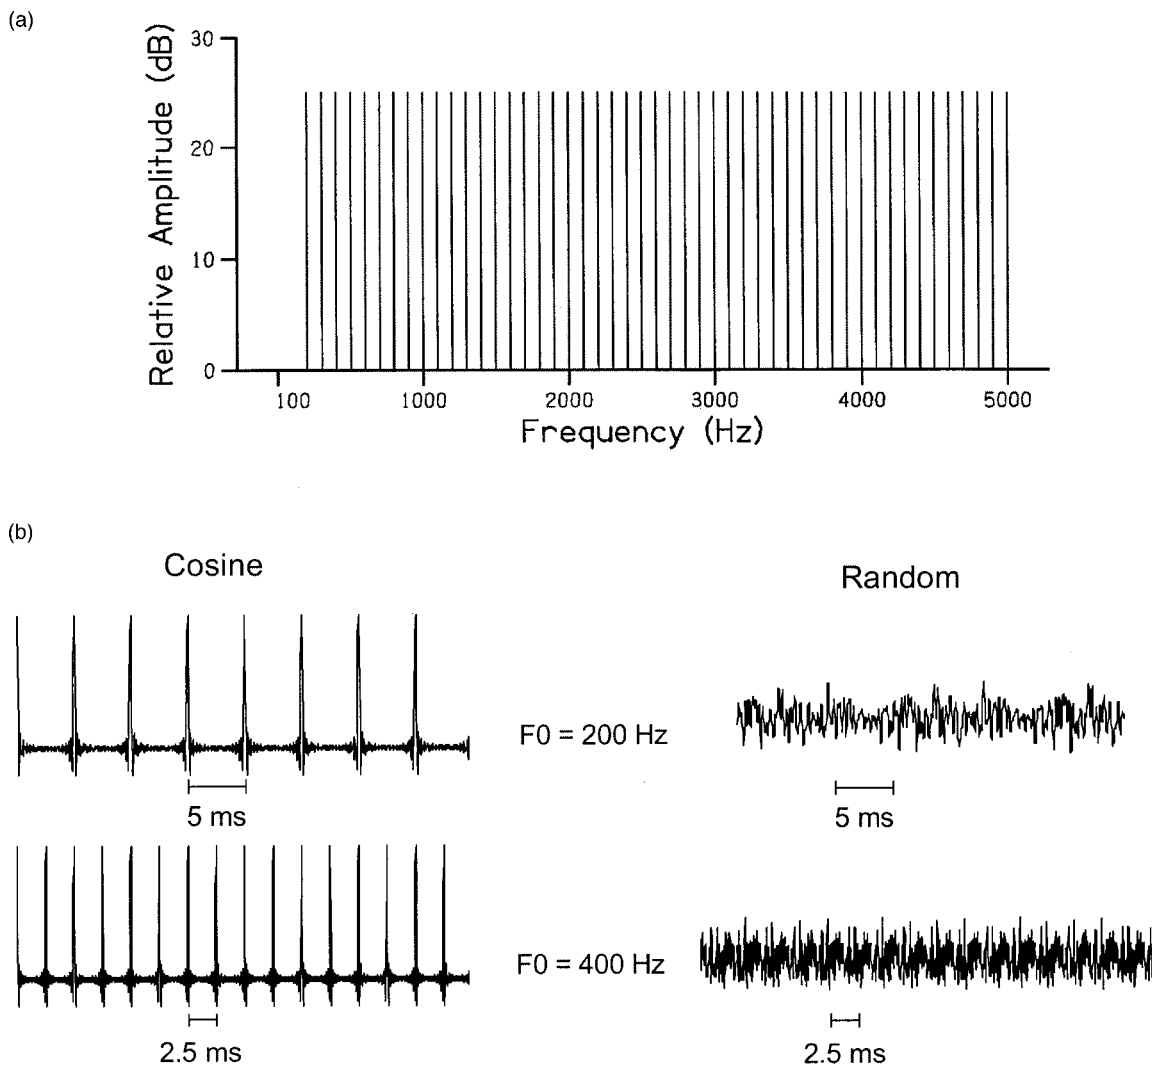 (a)
Relative Amplitude (dB)
30
20
10
0
100 1000 2000 3000 4000 5000
Frequency (Hz)
(b)
Cosine
Random
F0 = 200 Hz
5 ms
5 ms
F0 = 400 Hz
2.5 ms
2.5 ms